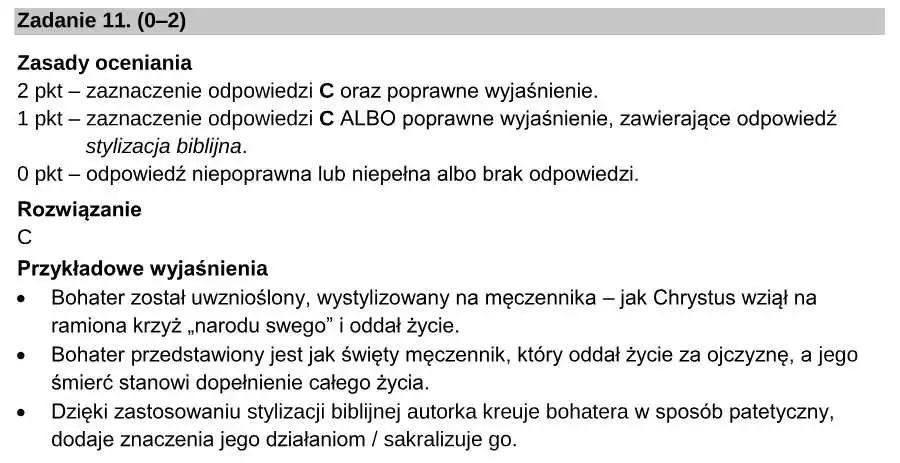 Zadanie 11. (0–2)
Zasady oceniania
2 pkt – zaznaczenie odpowiedzi C oraz poprawne wyjaśnienie.
1 pkt – zaznaczenie odpowiedzi C ALBO poprawne wyjaśnienie, zawierające odpowiedź
stylizacja biblijna.
0 pkt – odpowiedź niepoprawna lub niepełna albo brak odpowiedzi.
Rozwiązanie
C
Przykładowe wyjaśnienia
• Bohater został uwznioślony, wystylizowany na męczennika – jak Chrystus wziął na
ramiona krzyż „narodu swego” i oddał życie.
• Bohater przedstawiony jest jak święty męczennik, który oddał życie za ojczyznę, a jego
śmierć stanowi dopełnienie całego życia.
• Dzięki zastosowaniu stylizacji biblijnej autorka kreuje bohatera w sposób patetyczny,
dodaje znaczenia jego działaniom / sakralizuje go.